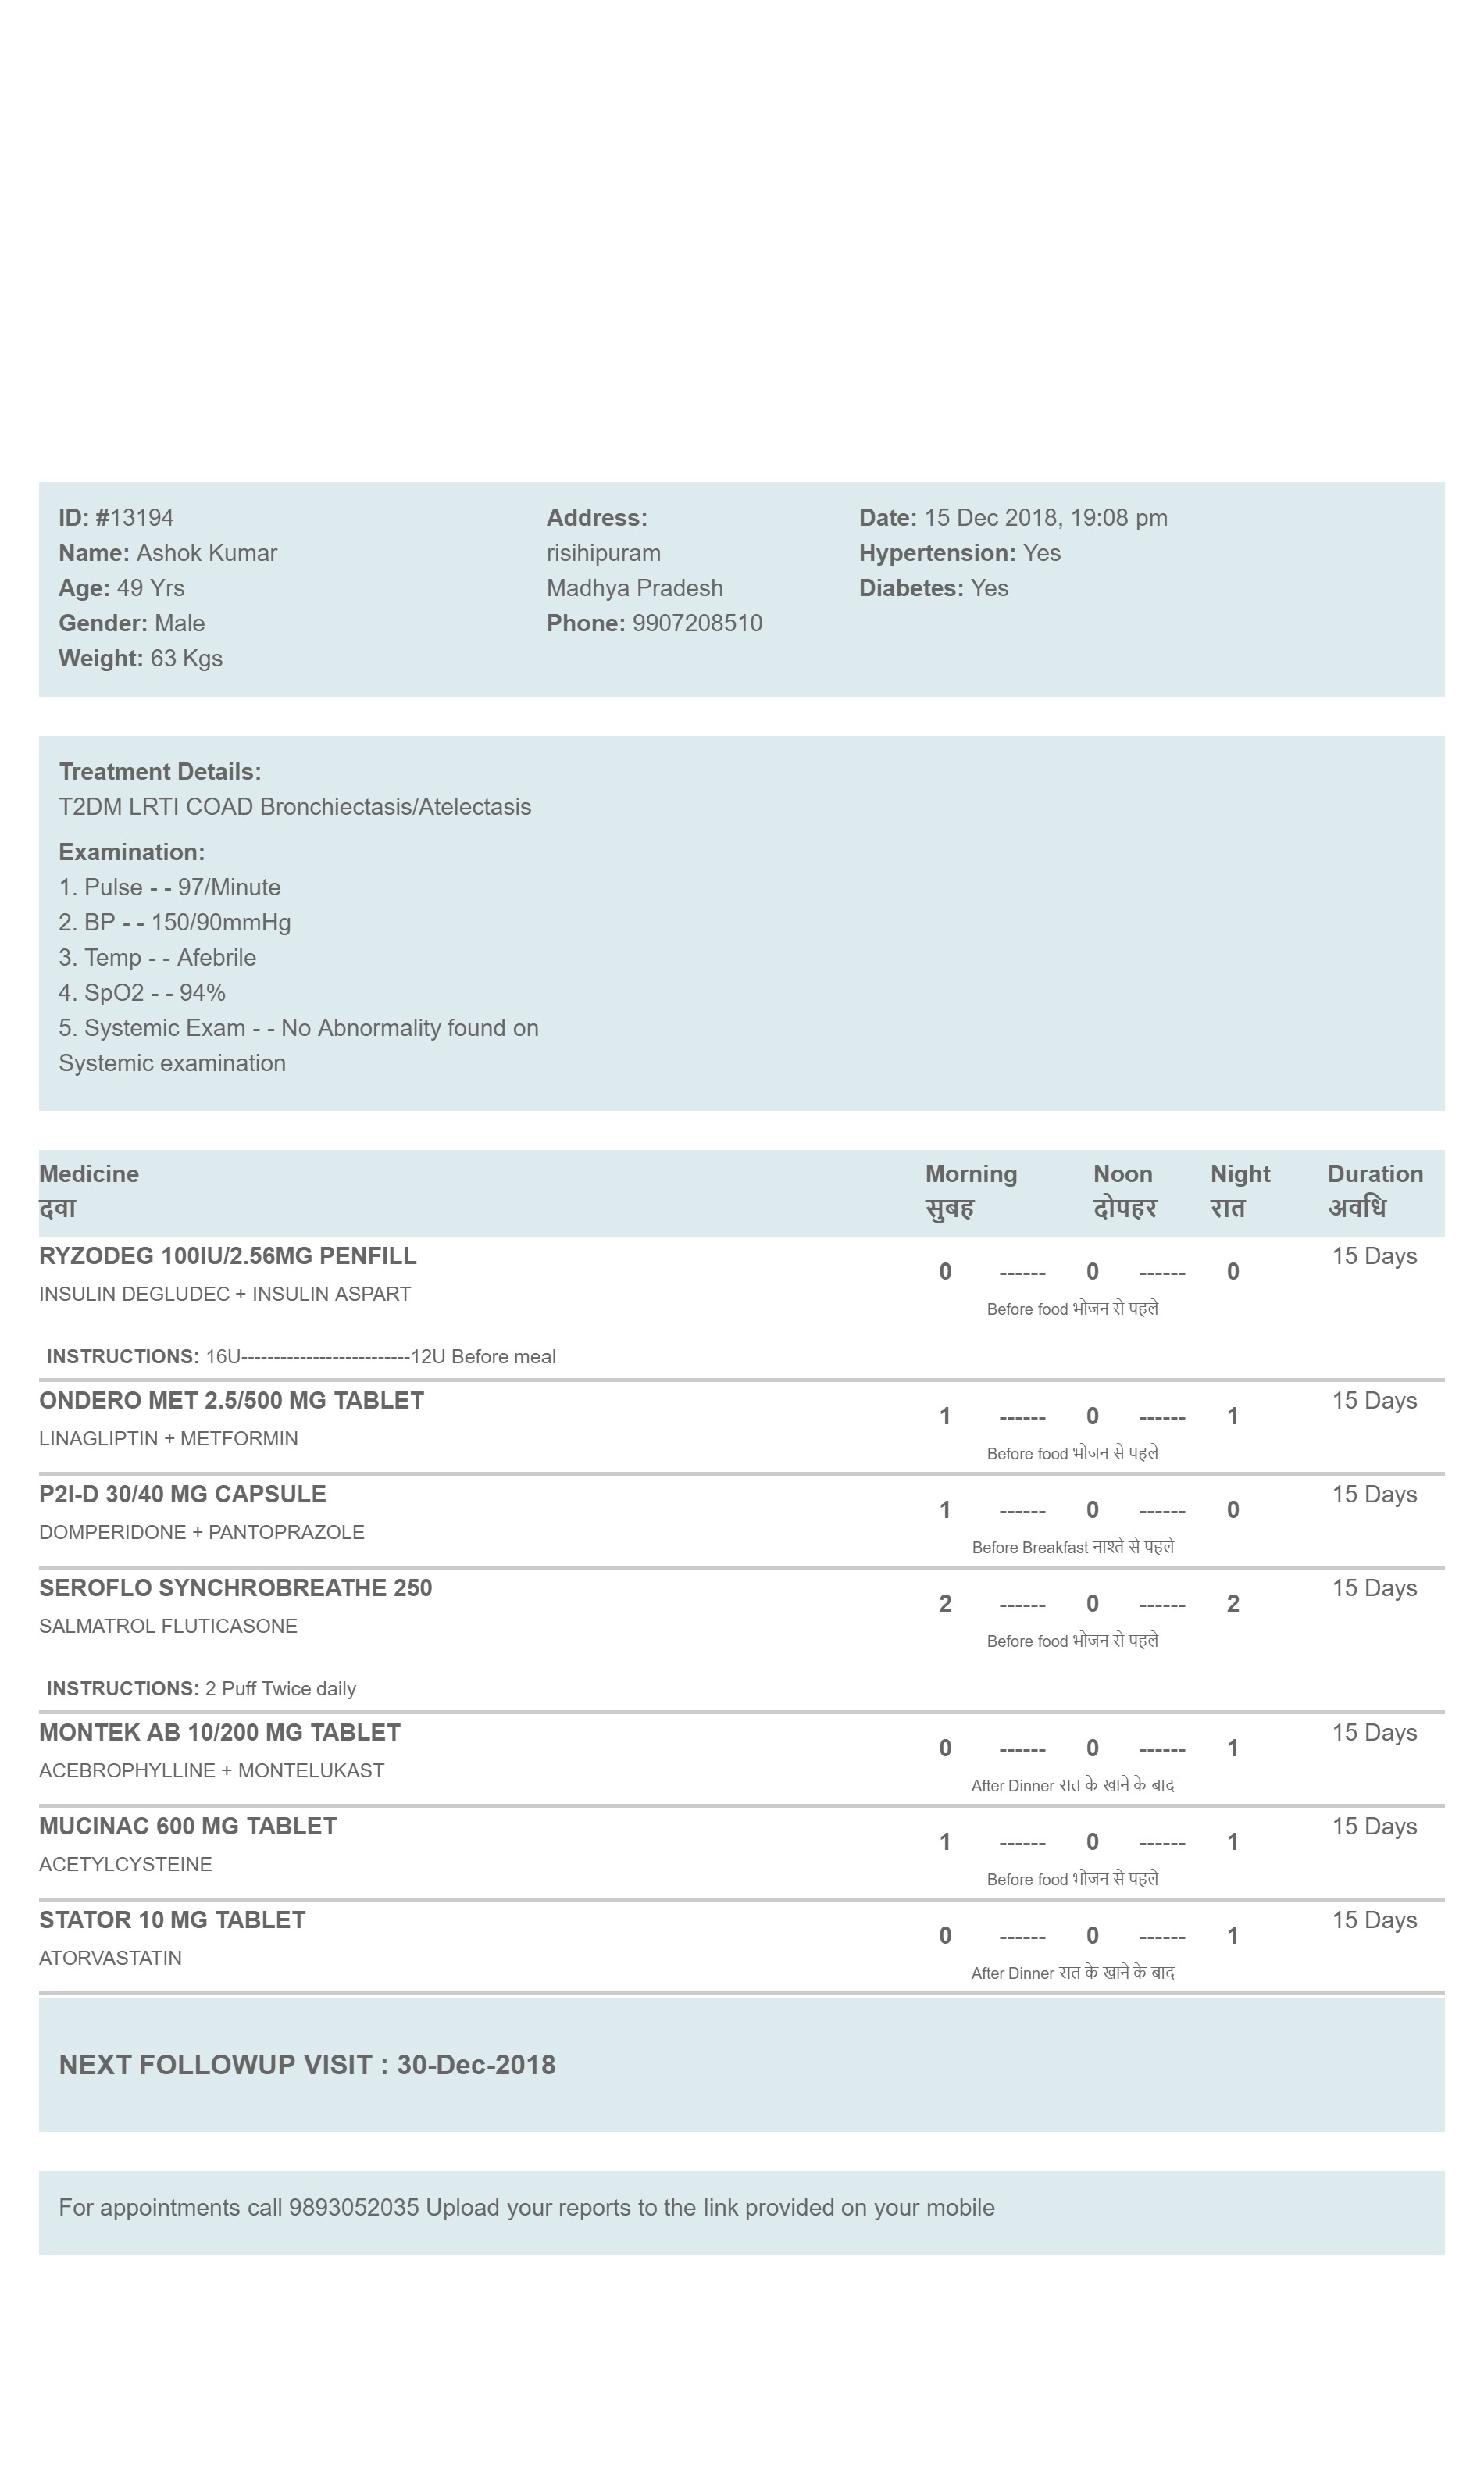 ID: #13194
Name: Ashok Kumar
Age: 49 Yrs
Gender: Male
Weight: 63 Kgs
Address:
risihipuram
Madhya Pradesh
Phone: 9907208510
Date: 15 Dec 2018, 19:08 pm
Hypertension: Yes
Diabetes: Yes
Treatment Details:
T2DM LRTI COAD Bronchiectasis/Atelectasis
Examination:
1. Pulse - - 97/Minute
2. BP - - 150/90mmHg
3. Temp - - Afebrile
4. SpO2 - - 94%
5. Systemic Exam - - No Abnormality found on
Systemic examination
Medicine Morning Noon Night Duration
दवा सुबह दोपहर रात अवधि
RYZODEG 100IU/2.56MG PENFILL 15 Days
0 ------ 0 ------ 0
INSULIN DEGLUDEC + INSULIN ASPART
Before food भोजन से पहले
INSTRUCTIONS: 16U--------------------------12U Before meal
ONDERO MET 2.5/500 MG TABLET 15 Days
1 ------ 0 ------ 1
LINAGLIPTIN + METFORMIN
Before food भोजन से पहले
P2I-D 30/40 MG CAPSULE 15 Days
1 ------ 0 ------ 0
DOMPERIDONE + PANTOPRAZOLE
Before Breakfast नाश्ते से पहले
SEROFLO SYNCHROBREATHE 250 15 Days
2 ------ 0 ------ 2
SALMATROL FLUTICASONE
Before food भोजन से पहले
INSTRUCTIONS: 2 Puff Twice daily
MONTEK AB 10/200 MG TABLET 15 Days
0 ------ 0 ------ 1
ACEBROPHYLLINE + MONTELUKAST
After Dinner रात के खाने के बाद
MUCINAC 600 MG TABLET 15 Days
1 ------ 0 ------ 1
ACETYLCYSTEINE
Before food भोजन से पहले
STATOR 10 MG TABLET 15 Days
0 ------ 0 ------ 1
ATORVASTATIN
After Dinner रात के खाने के बाद
NEXT FOLLOWUP VISIT : 30-Dec-2018
For appointments call 9893052035 Upload your reports to the link provided on your mobile